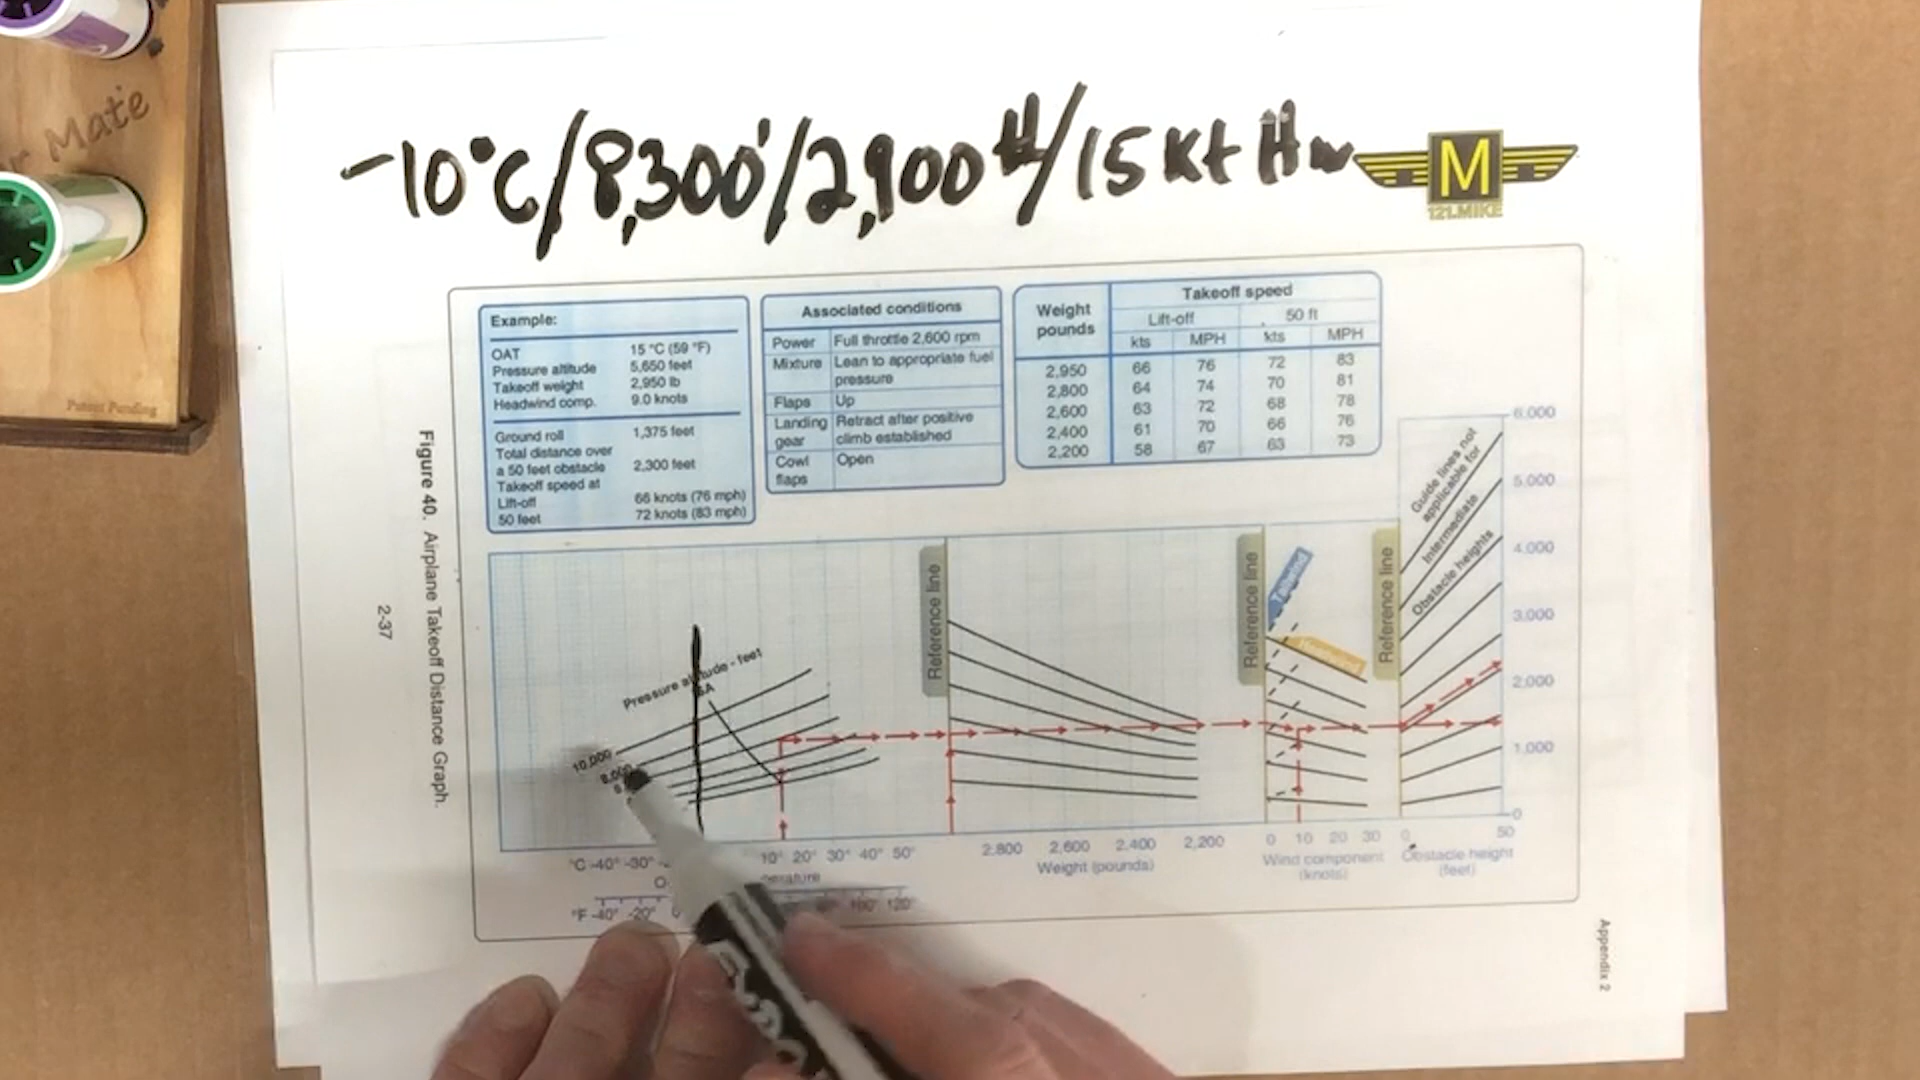 -10°C/8,300'/2,900#/15 Kt Hw
M
121.MIKE
r Mate
Patent Pending
Example:
OAT 15 °C (59 °F)
Pressure altitude 5,650 feet
Takeoff weight 2,950 lb
Headwind comp. 9.0 knots
Ground roll 1,375 feet
Total distance over
a 50 feet obstacle 2,300 feet
Takeoff speed at
Lift-off 66 knots (76 mph)
50 feet 72 knots (83 mph)
Associated conditions
Power Full throttle 2,600 rpm
Mixture Lean to appropriate fuel
pressure
Flaps Up
Landing gear Retract after positive
climb established
Cowl flaps Open
Weight pounds Takeoff speed
Lift-off 50 ft
kts MPH kts MPH
2,950 66 76 72 83
2,800 64 74 70 81
2,600 63 72 68 78
2,400 61 70 66 76
2,200 58 67 63 73
Pressure altitude - feet
ISA
10,000
8,000
Reference line
Reference line
Tailwind
Headwind
Reference line
Guide lines not
applicable for
Intermediate
Obstacle heights
6,000
5,000
4,000
3,000
2,000
1,000
0
°C -40° -30° 10° 20° 30° 40° 50°
°F -40° -20° 100° 120°
2,800 2,600 2,400 2,200
Weight (pounds)
0 10 20 30
Wind component
(knots)
0 50
Obstacle height
(feet)
Figure 40. Airplane Takeoff Distance Graph.
2-37
Appendix 2